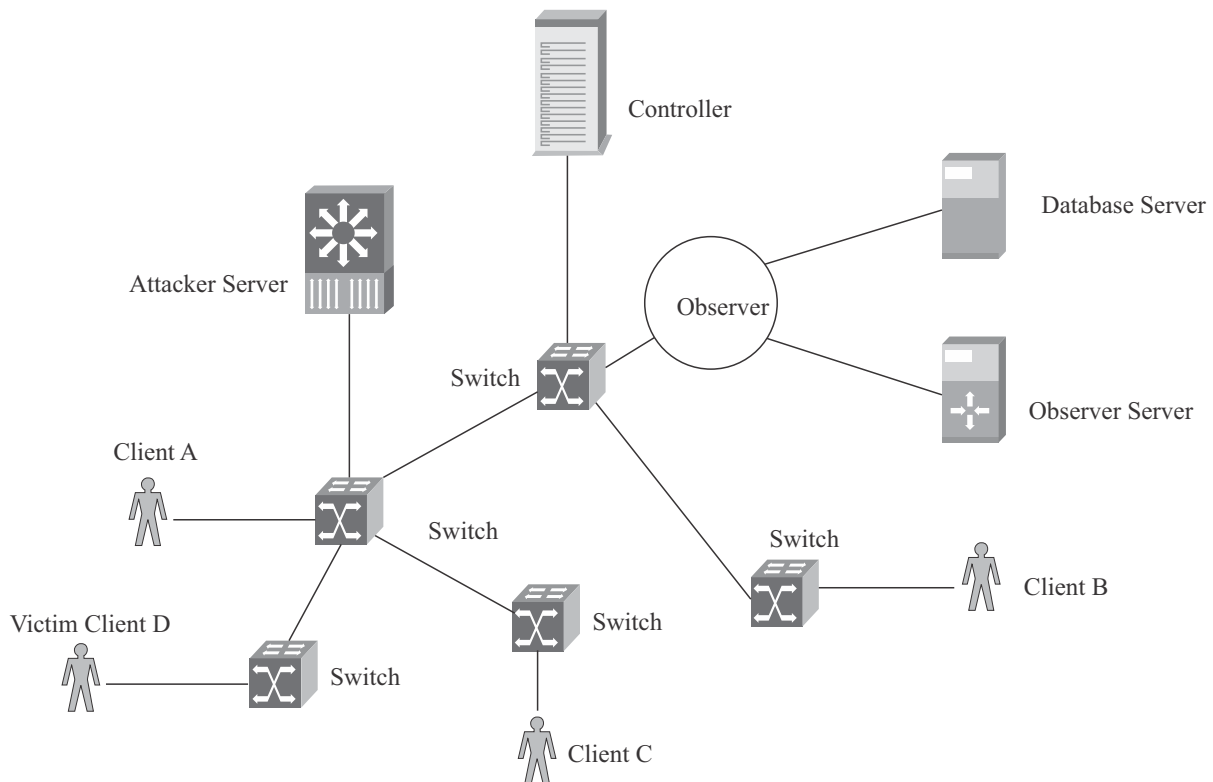 Controller
Database Server
Attacker Server
Observer
Switch
Observer Server
Client A
Switch
Switch
Client B
Victim Client D
Switch
Switch
Client C